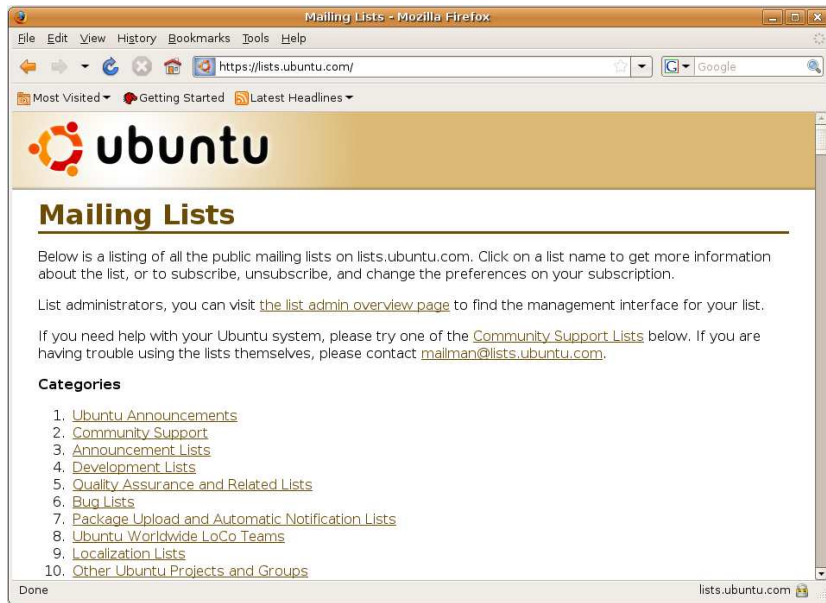 Mailing Lists - Mozilla Firefox
File Edit View History Bookmarks Tools Help
https://lists.ubuntu.com/
G Google
Most Visited Getting Started Latest Headlines
ubuntu
Mailing Lists
Below is a listing of all the public mailing lists on lists.ubuntu.com. Click on a list name to get more information
about the list, or to subscribe, unsubscribe, and change the preferences on your subscription.
List administrators, you can visit the list admin overview page to find the management interface for your list.
If you need help with your Ubuntu system, please try one of the Community Support Lists below. If you are
having trouble using the lists themselves, please contact mailman@lists.ubuntu.com.
Categories
1. Ubuntu Announcements
2. Community Support
3. Announcement Lists
4. Development Lists
5. Quality Assurance and Related Lists
6. Bug Lists
7. Package Upload and Automatic Notification Lists
8. Ubuntu Worldwide LoCo Teams
9. Localization Lists
10. Other Ubuntu Projects and Groups
Done lists.ubuntu.com